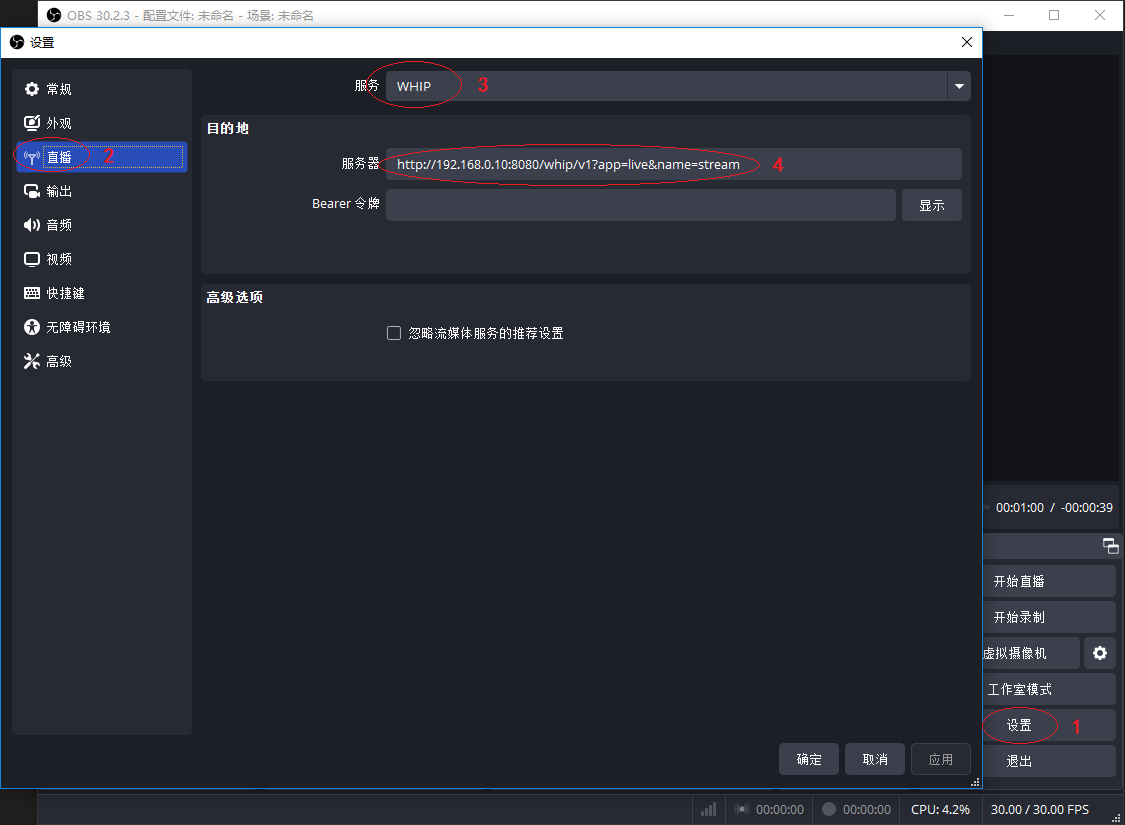 OBS 30.2.3 - 配置文件: 未命名 - 场景: 未命名
设置
常规
外观
直播 2
输出
音频
视频
快捷键
无障碍环境
高级
服务 WHIP 3
目的地
服务器 http://192.168.0.10:8080/whip/v1?app=live&name=stream 4
Bearer 令牌 显示
高级选项
忽略流媒体服务的推荐设置
00:01:00 / -00:00:39
开始直播
开始录制
虚拟摄像机
工作室模式
设置 1
退出
确定 取消 应用
00:00:00 00:00:00 CPU: 4.2% 30.00 / 30.00 FPS